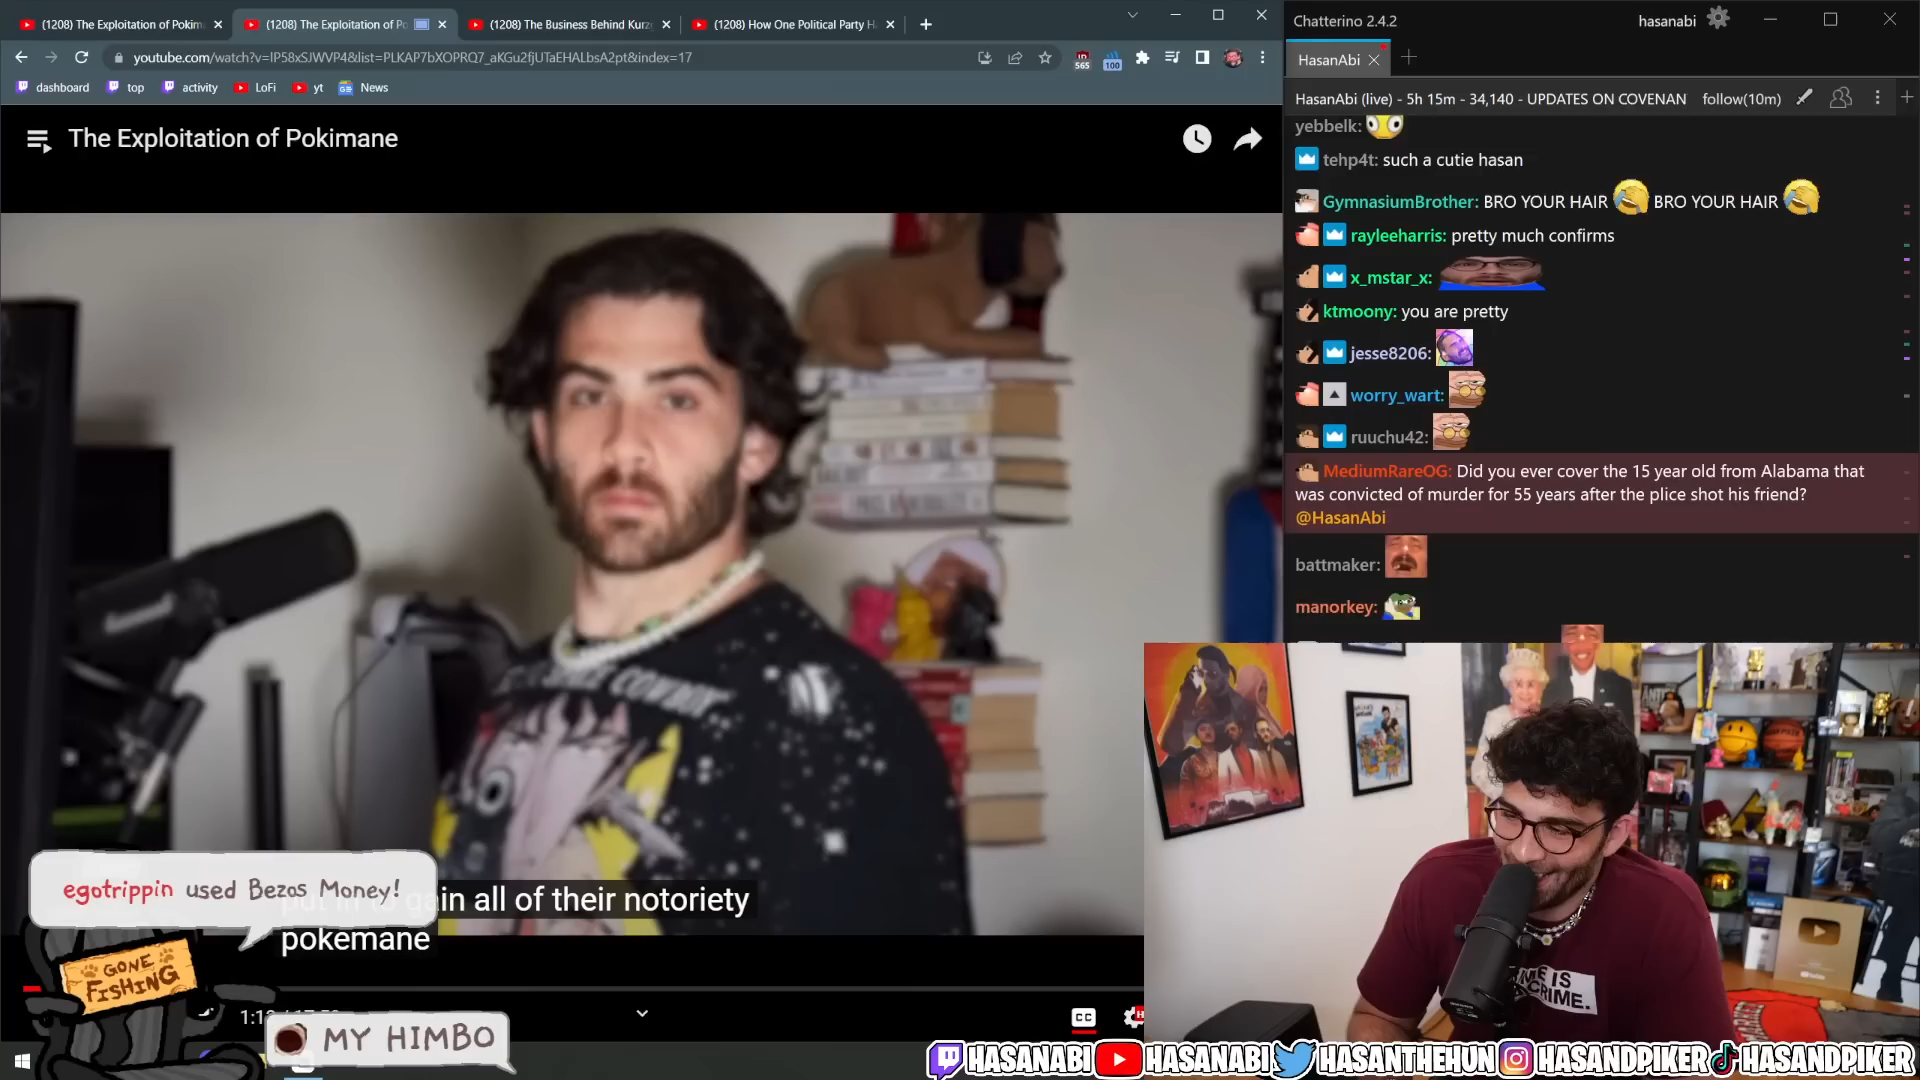 (1208) The Exploitation of Pokim
(1208) The Exploitation of Po
(1208) The Business Behind Kurz
(1208) How One Political Party H
youtube.com/watch?v=lP58xSJWVP4&list=PLKAP7bXOPRQ7_aKGu2fjUTaEHALbsA2pt&index=17
565
100
dashboard
top
activity
LoFi
yt
News
The Exploitation of Pokimane
gain all of their notoriety
pokemane
egotrippin used Bezos Money!
GONE
FISHING
MY HIMBO
CC
Chatterino 2.4.2
hasanabi
HasanAbi
HasanAbi (live) - 5h 15m - 34,140 - UPDATES ON COVENAN
follow(10m)
yebbelk:
tehp4t: such a cutie hasan
GymnasiumBrother: BRO YOUR HAIR BRO YOUR HAIR
rayleeharris: pretty much confirms
x_mstar_x:
ktmoony: you are pretty
jesse8206:
worry_wart:
ruuchu42:
MediumRareOG: Did you ever cover the 15 year old from Alabama that
was convicted of murder for 55 years after the plice shot his friend?
@HasanAbi
battmaker:
manorkey:
CRIME.
HASANABI
HASANABI
HASANTHEHUN
HASANDPIKER
HASANDPIKER